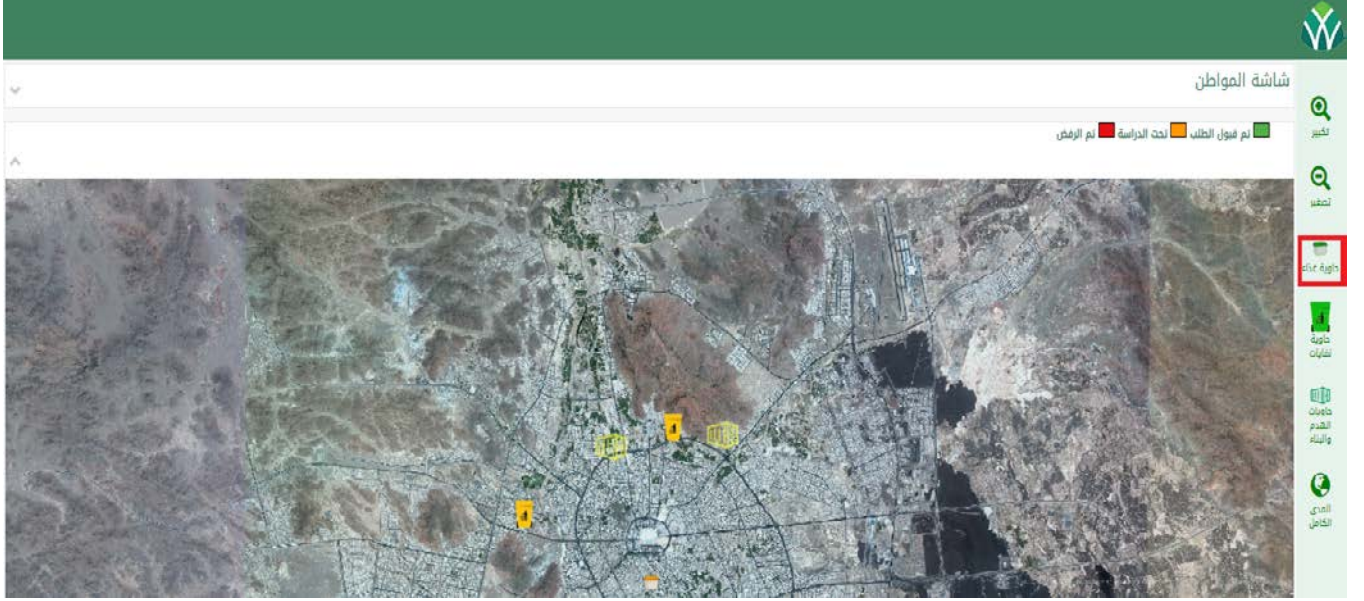 شاشة المواطن
تم قبول الطلب تحت الدراسة تم الرفض
تكبير
تصغير
حاوية غذاء
حاوية
نفايات
حاويات
الهدم
والبناء
المدى
الكامل